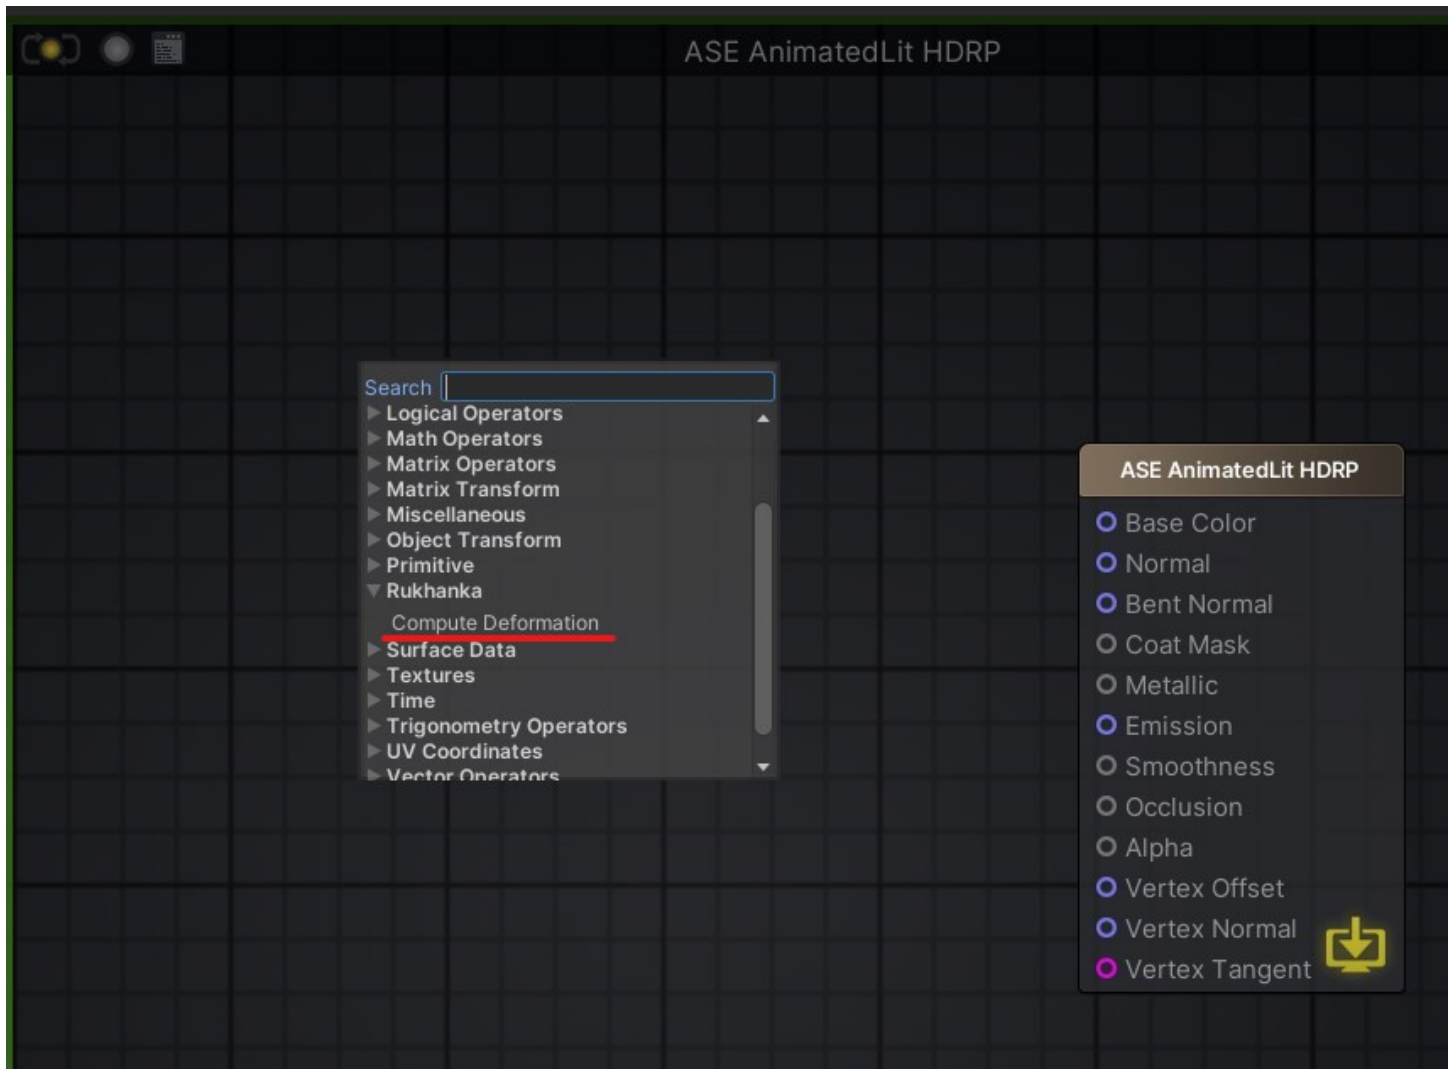 ASE AnimatedLit HDRP
Search
Logical Operators
Math Operators
Matrix Operators
Matrix Transform
Miscellaneous
Object Transform
Primitive
Rukhanka
Compute Deformation
Surface Data
Textures
Time
Trigonometry Operators
UV Coordinates
Vector Operators
ASE AnimatedLit HDRP
Base Color
Normal
Bent Normal
Coat Mask
Metallic
Emission
Smoothness
Occlusion
Alpha
Vertex Offset
Vertex Normal
Vertex Tangent